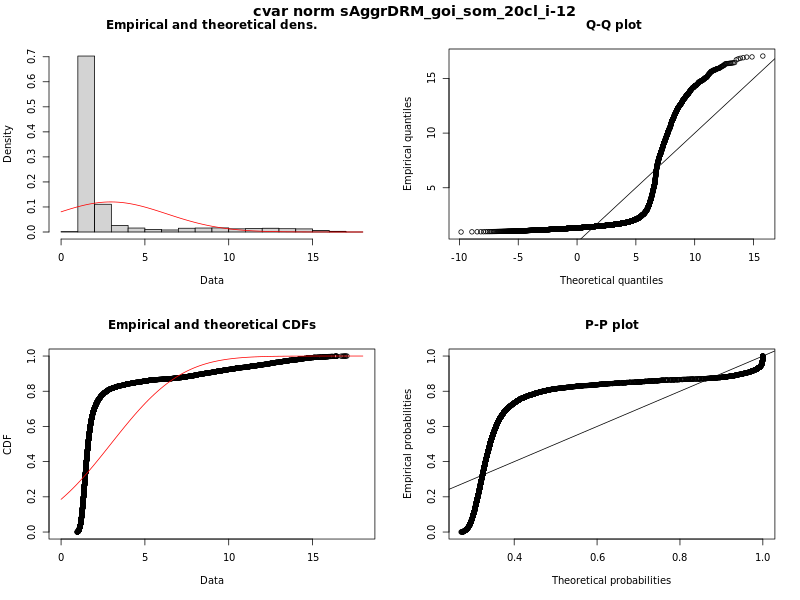 cvar norm sAggrDRM_goi_som_20cl_i-12
Empirical and theoretical dens.
Density
0.0 0.1 0.2 0.3 0.4 0.5 0.6 0.7
0 5 10 15
Data
Q-Q plot
Empirical quantiles
5 10 15
-10 -5 0 5 10 15
Theoretical quantiles
Empirical and theoretical CDFs
CDF
0.0 0.2 0.4 0.6 0.8 1.0
0 5 10 15
Data
P-P plot
Empirical probabilities
0.0 0.2 0.4 0.6 0.8 1.0
0.4 0.6 0.8 1.0
Theoretical probabilities